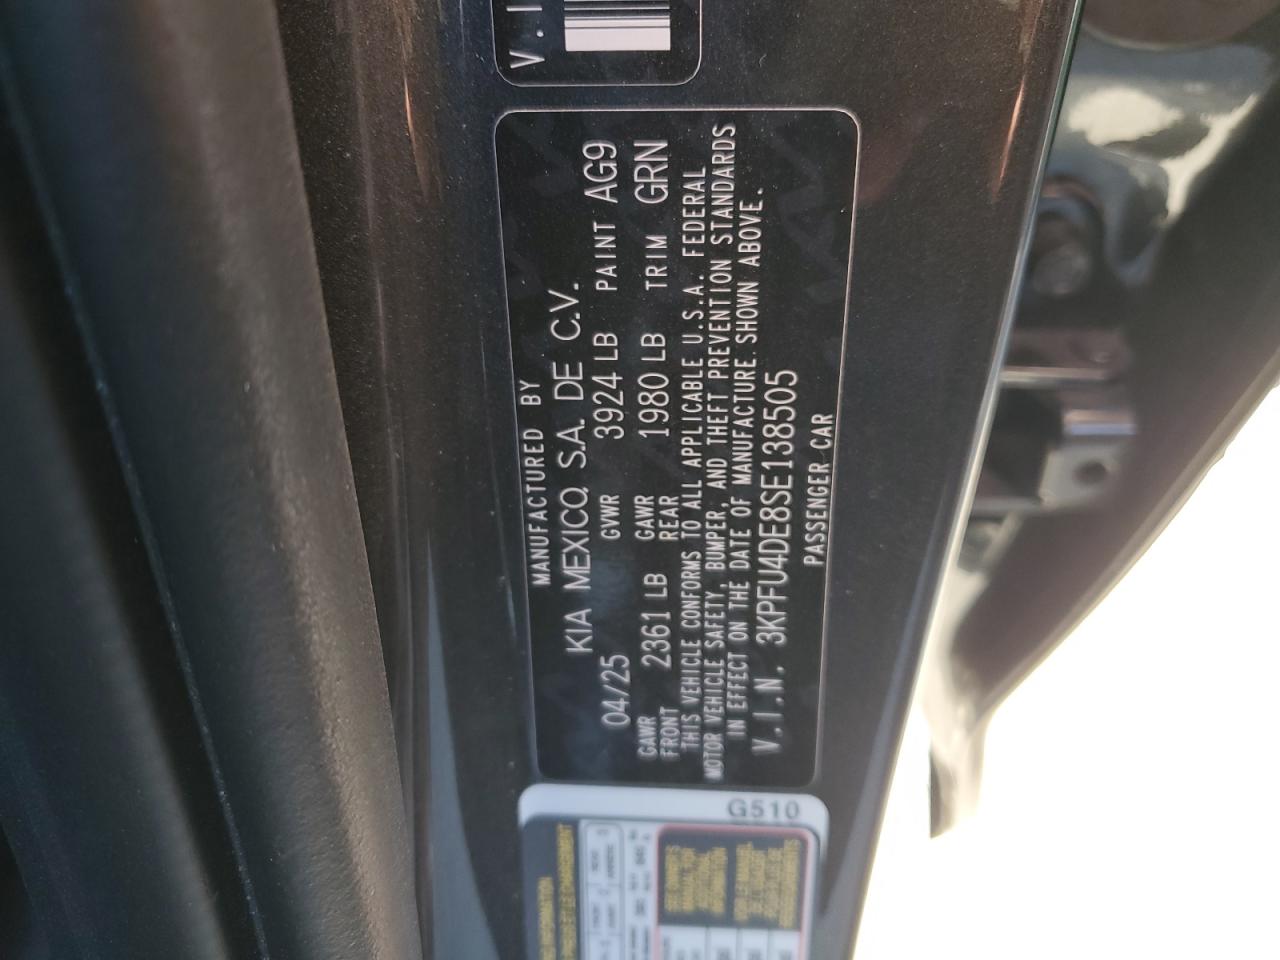 V.I
MANUFACTURED BY
KIA MEXICO, S.A. DE C.V.
04/25 GVWR 3924 LB PAINT AG9
GAWR FRONT 2361 LB GAWR REAR 1980 LB TRIM GRN
THIS VEHICLE CONFORMS TO ALL APPLICABLE U.S.A. FEDERAL
MOTOR VEHICLE SAFETY, BUMPER, AND THEFT PREVENTION STANDARDS
IN EFFECT ON THE DATE OF MANUFACTURE SHOWN ABOVE.
V.I.N. 3KPFU4DE8SE138505
PASSENGER CAR
G510